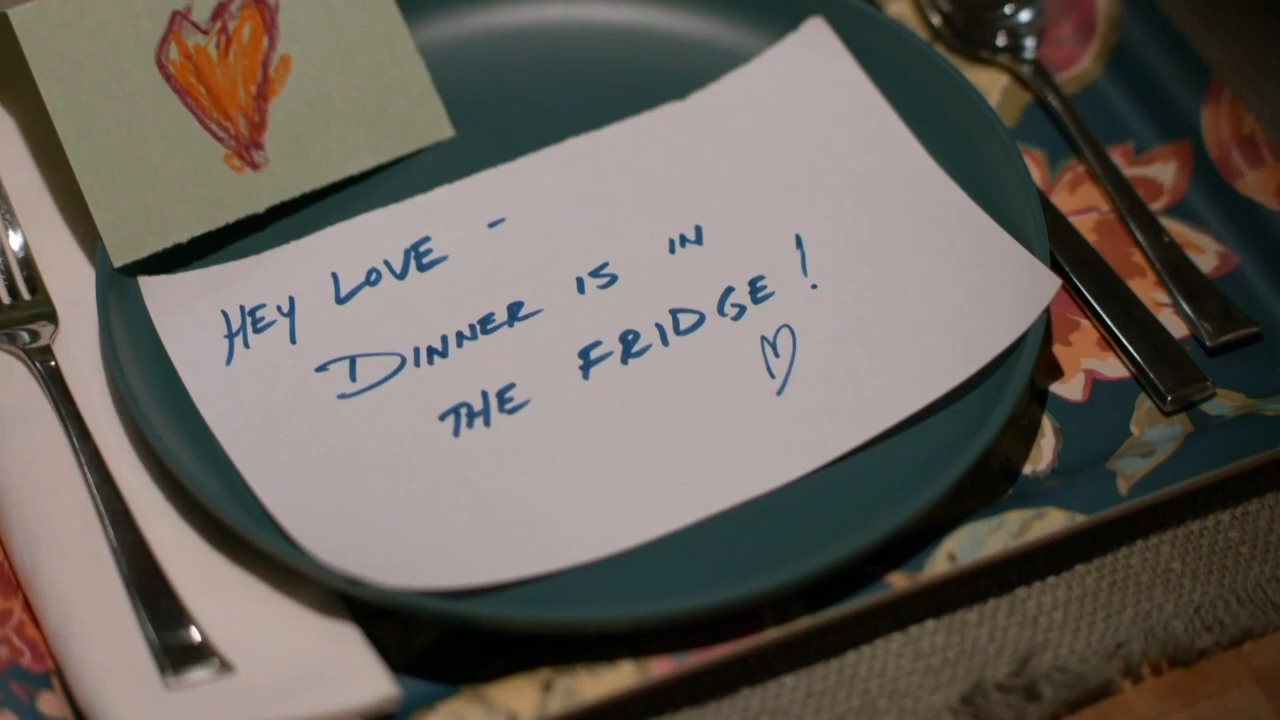 HEY LOVE -
DINNER IS IN
THE FRIDGE!
♡